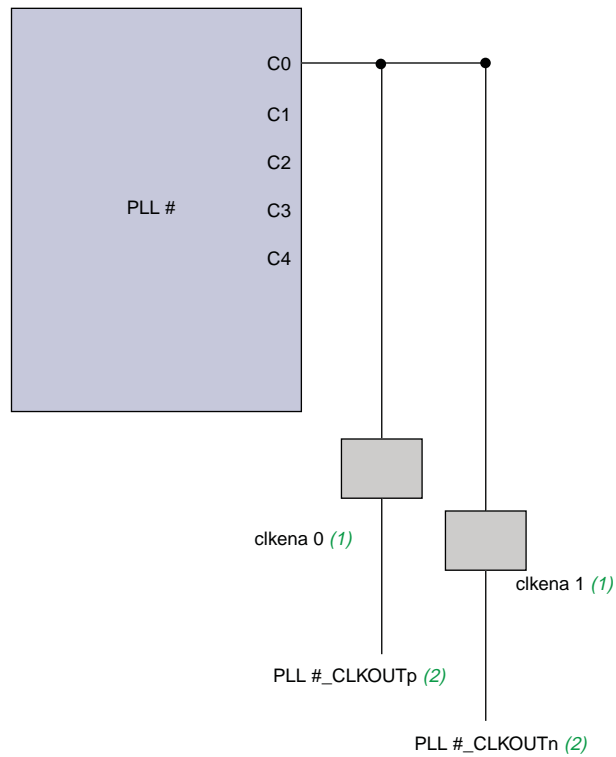 C0
C1
C2
PLL #
C3
C4
clkena 0 (1)
clkena 1 (1)
PLL #_CLKOUTp (2)
PLL #_CLKOUTn (2)